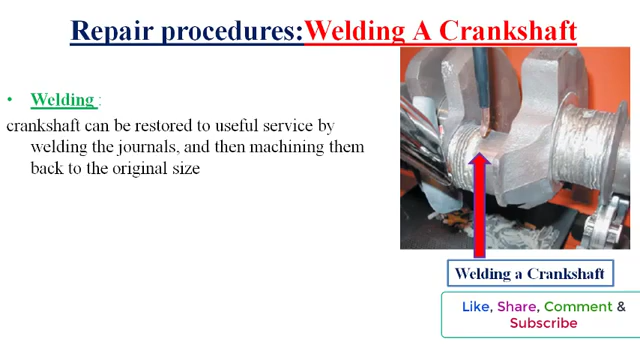 Repair procedures:Welding A Crankshaft
• Welding :
crankshaft can be restored to useful service by
welding the journals, and then machining them
back to the original size
Welding a Crankshaft
Like, Share, Comment &
Subscribe